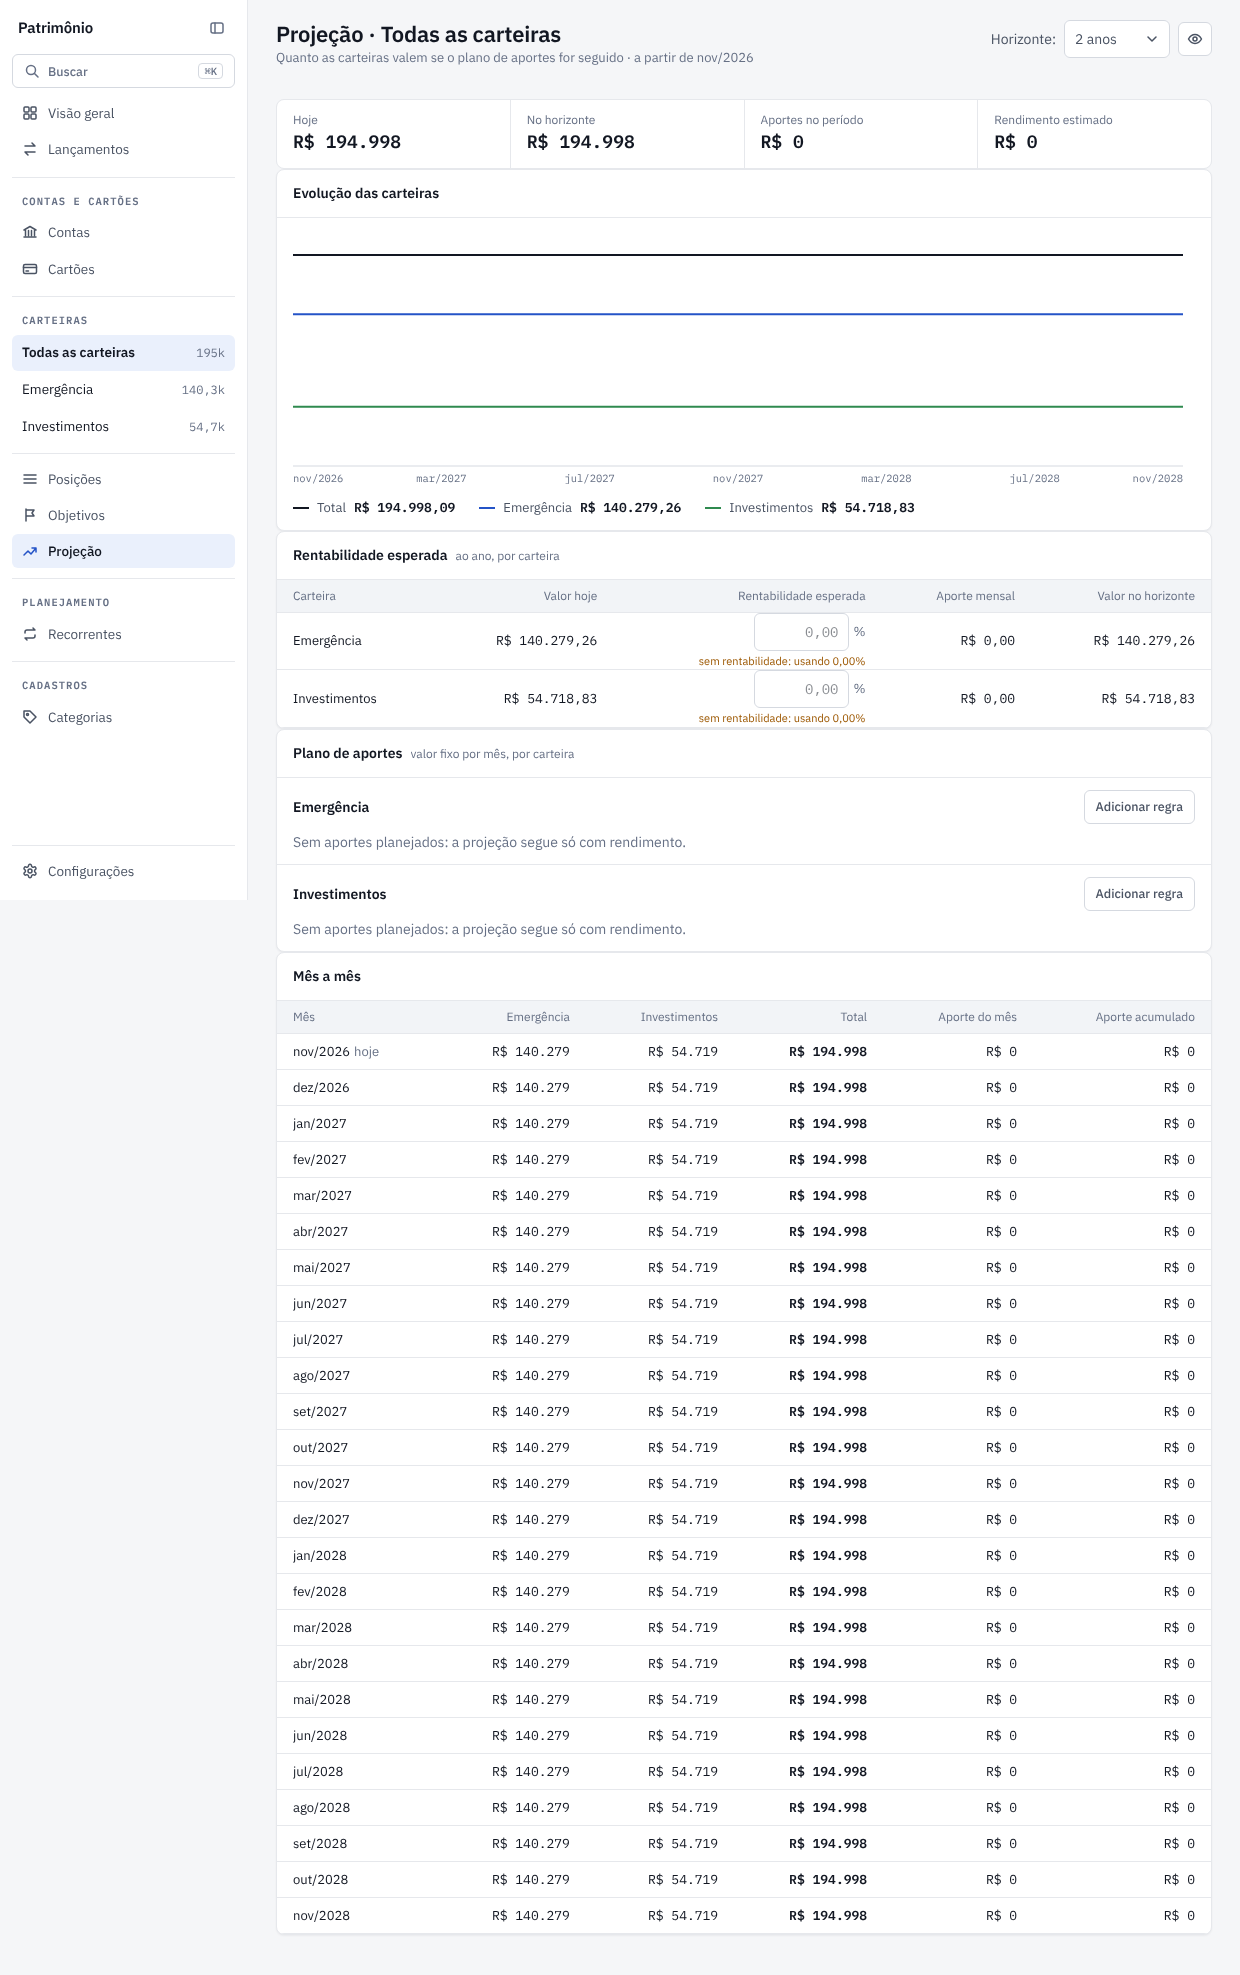 Patrimônio
Buscar ⌘K
Visão geral
Lançamentos
CONTAS E CARTÕES
Contas
Cartões
CARTEIRAS
Todas as carteiras 195k
Emergência 140,3k
Investimentos 54,7k
Posições
Objetivos
Projeção
PLANEJAMENTO
Recorrentes
CADASTROS
Categorias
Configurações
Projeção · Todas as carteiras
Quanto as carteiras valem se o plano de aportes for seguido · a partir de nov/2026
Horizonte: 2 anos
Hoje No horizonte Aportes no período Rendimento estimado
R$ 194.998 R$ 194.998 R$ 0 R$ 0
Evolução das carteiras
nov/2026 mar/2027 jul/2027 nov/2027 mar/2028 jul/2028 nov/2028
Total R$ 194.998,09 Emergência R$ 140.279,26 Investimentos R$ 54.718,83
Rentabilidade esperada ao ano, por carteira
Carteira Valor hoje Rentabilidade esperada Aporte mensal Valor no horizonte
Emergência R$ 140.279,26 0,00 % R$ 0,00 R$ 140.279,26
sem rentabilidade: usando 0,00%
Investimentos R$ 54.718,83 0,00 % R$ 0,00 R$ 54.718,83
sem rentabilidade: usando 0,00%
Plano de aportes valor fixo por mês, por carteira
Emergência Adicionar regra
Sem aportes planejados: a projeção segue só com rendimento.
Investimentos Adicionar regra
Sem aportes planejados: a projeção segue só com rendimento.
Mês a mês
Mês Emergência Investimentos Total Aporte do mês Aporte acumulado
nov/2026 hoje R$ 140.279 R$ 54.719 R$ 194.998 R$ 0 R$ 0
dez/2026 R$ 140.279 R$ 54.719 R$ 194.998 R$ 0 R$ 0
jan/2027 R$ 140.279 R$ 54.719 R$ 194.998 R$ 0 R$ 0
fev/2027 R$ 140.279 R$ 54.719 R$ 194.998 R$ 0 R$ 0
mar/2027 R$ 140.279 R$ 54.719 R$ 194.998 R$ 0 R$ 0
abr/2027 R$ 140.279 R$ 54.719 R$ 194.998 R$ 0 R$ 0
mai/2027 R$ 140.279 R$ 54.719 R$ 194.998 R$ 0 R$ 0
jun/2027 R$ 140.279 R$ 54.719 R$ 194.998 R$ 0 R$ 0
jul/2027 R$ 140.279 R$ 54.719 R$ 194.998 R$ 0 R$ 0
ago/2027 R$ 140.279 R$ 54.719 R$ 194.998 R$ 0 R$ 0
set/2027 R$ 140.279 R$ 54.719 R$ 194.998 R$ 0 R$ 0
out/2027 R$ 140.279 R$ 54.719 R$ 194.998 R$ 0 R$ 0
nov/2027 R$ 140.279 R$ 54.719 R$ 194.998 R$ 0 R$ 0
dez/2027 R$ 140.279 R$ 54.719 R$ 194.998 R$ 0 R$ 0
jan/2028 R$ 140.279 R$ 54.719 R$ 194.998 R$ 0 R$ 0
fev/2028 R$ 140.279 R$ 54.719 R$ 194.998 R$ 0 R$ 0
mar/2028 R$ 140.279 R$ 54.719 R$ 194.998 R$ 0 R$ 0
abr/2028 R$ 140.279 R$ 54.719 R$ 194.998 R$ 0 R$ 0
mai/2028 R$ 140.279 R$ 54.719 R$ 194.998 R$ 0 R$ 0
jun/2028 R$ 140.279 R$ 54.719 R$ 194.998 R$ 0 R$ 0
jul/2028 R$ 140.279 R$ 54.719 R$ 194.998 R$ 0 R$ 0
ago/2028 R$ 140.279 R$ 54.719 R$ 194.998 R$ 0 R$ 0
set/2028 R$ 140.279 R$ 54.719 R$ 194.998 R$ 0 R$ 0
out/2028 R$ 140.279 R$ 54.719 R$ 194.998 R$ 0 R$ 0
nov/2028 R$ 140.279 R$ 54.719 R$ 194.998 R$ 0 R$ 0